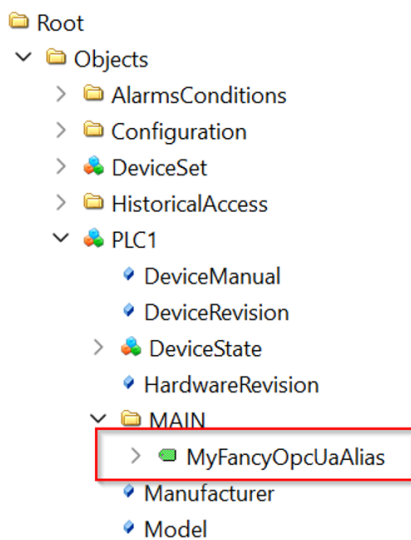 Root
Objects
AlarmsConditions
Configuration
DeviceSet
HistoricalAccess
PLC1
DeviceManual
DeviceRevision
DeviceState
HardwareRevision
MAIN
MyFancyOpcUaAlias
Manufacturer
Model